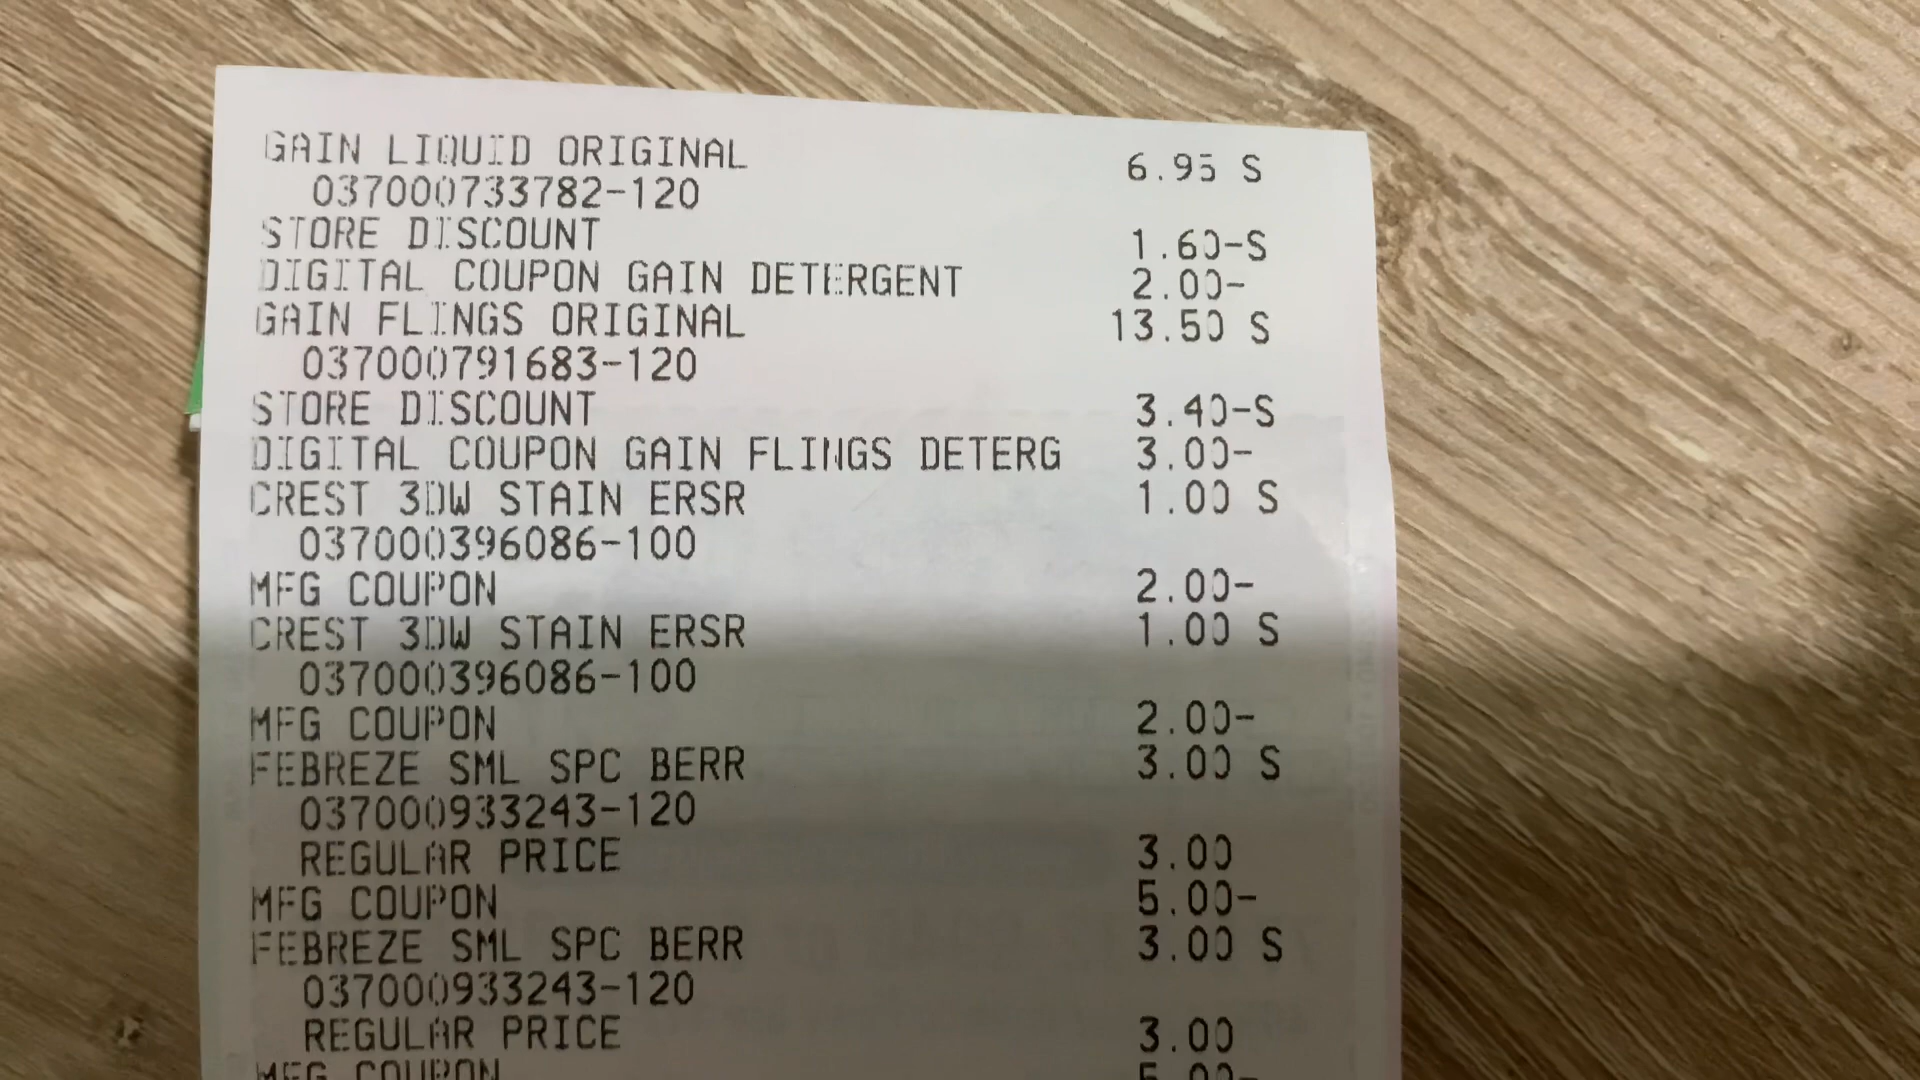 GAIN LIQUID ORIGINAL 6.95 S
037000733782-120
STORE DISCOUNT 1.60-S
DIGITAL COUPON GAIN DETERGENT 2.00-
GAIN FLINGS ORIGINAL 13.50 S
037000791683-120
STORE DISCOUNT 3.40-S
DIGITAL COUPON GAIN FLINGS DETERG 3.00-
CREST 3DW STAIN ERSR 1.00 S
037000396086-100
MFG COUPON 2.00-
CREST 3DW STAIN ERSR 1.00 S
037000396086-100
MFG COUPON 2.00-
FEBREZE SML SPC BERR 3.00 S
037000933243-120
REGULAR PRICE 3.00
MFG COUPON 5.00-
FEBREZE SML SPC BERR 3.00 S
037000933243-120
REGULAR PRICE 3.00
MFG COUPON 5.00-